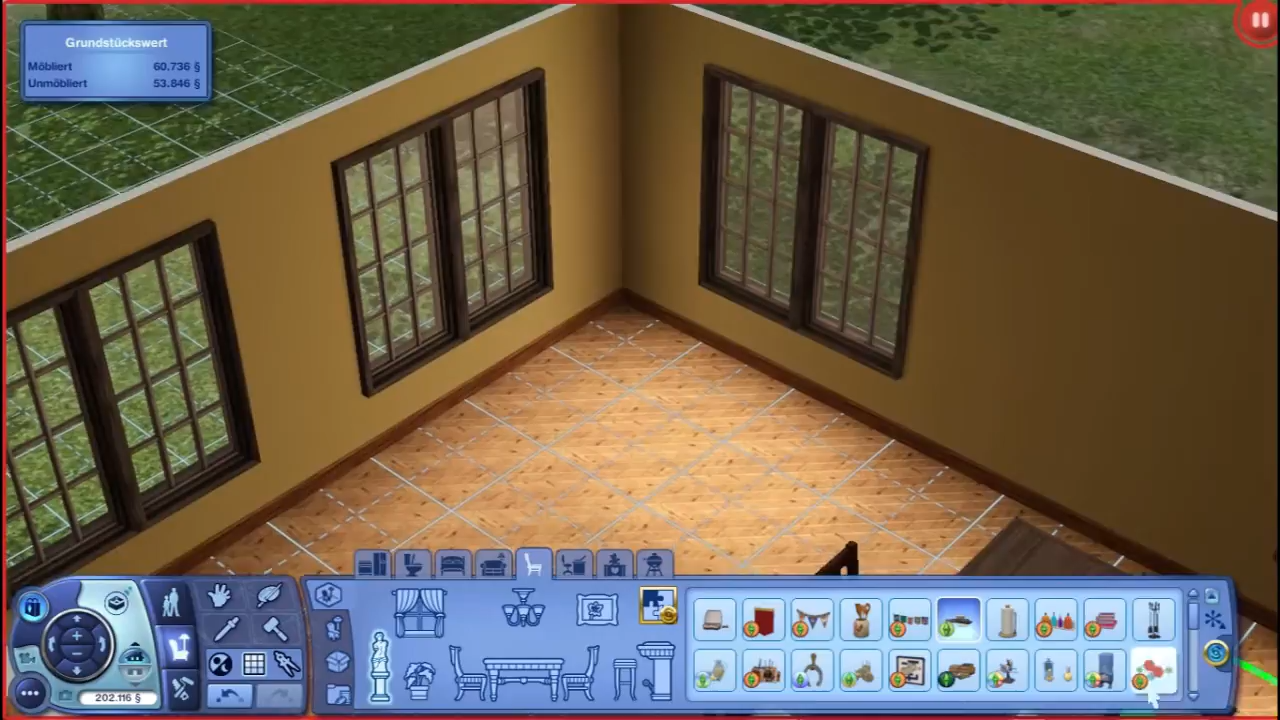 Grundstückswert
Möbliert 60.736 §
Unmöbliert 53.846 §
202.116 §